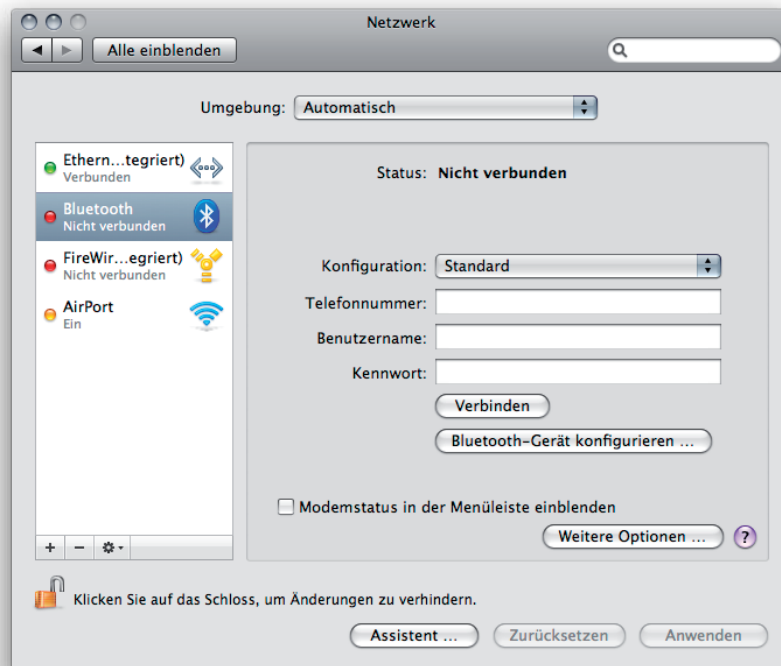 Netzwerk
Alle einblenden
Umgebung: Automatisch
Ethern...tegriert)
Verbunden
Bluetooth
Nicht verbunden
FireWir...egriert)
Nicht verbunden
AirPort
Ein
Status: Nicht verbunden
Konfiguration: Standard
Telefonnummer:
Benutzername:
Kennwort:
Verbinden
Bluetooth-Gerät konfigurieren ...
Modemstatus in der Menüleiste einblenden
Weitere Optionen ... ?
Klicken Sie auf das Schloss, um Änderungen zu verhindern.
Assistent ... Zurücksetzen Anwenden